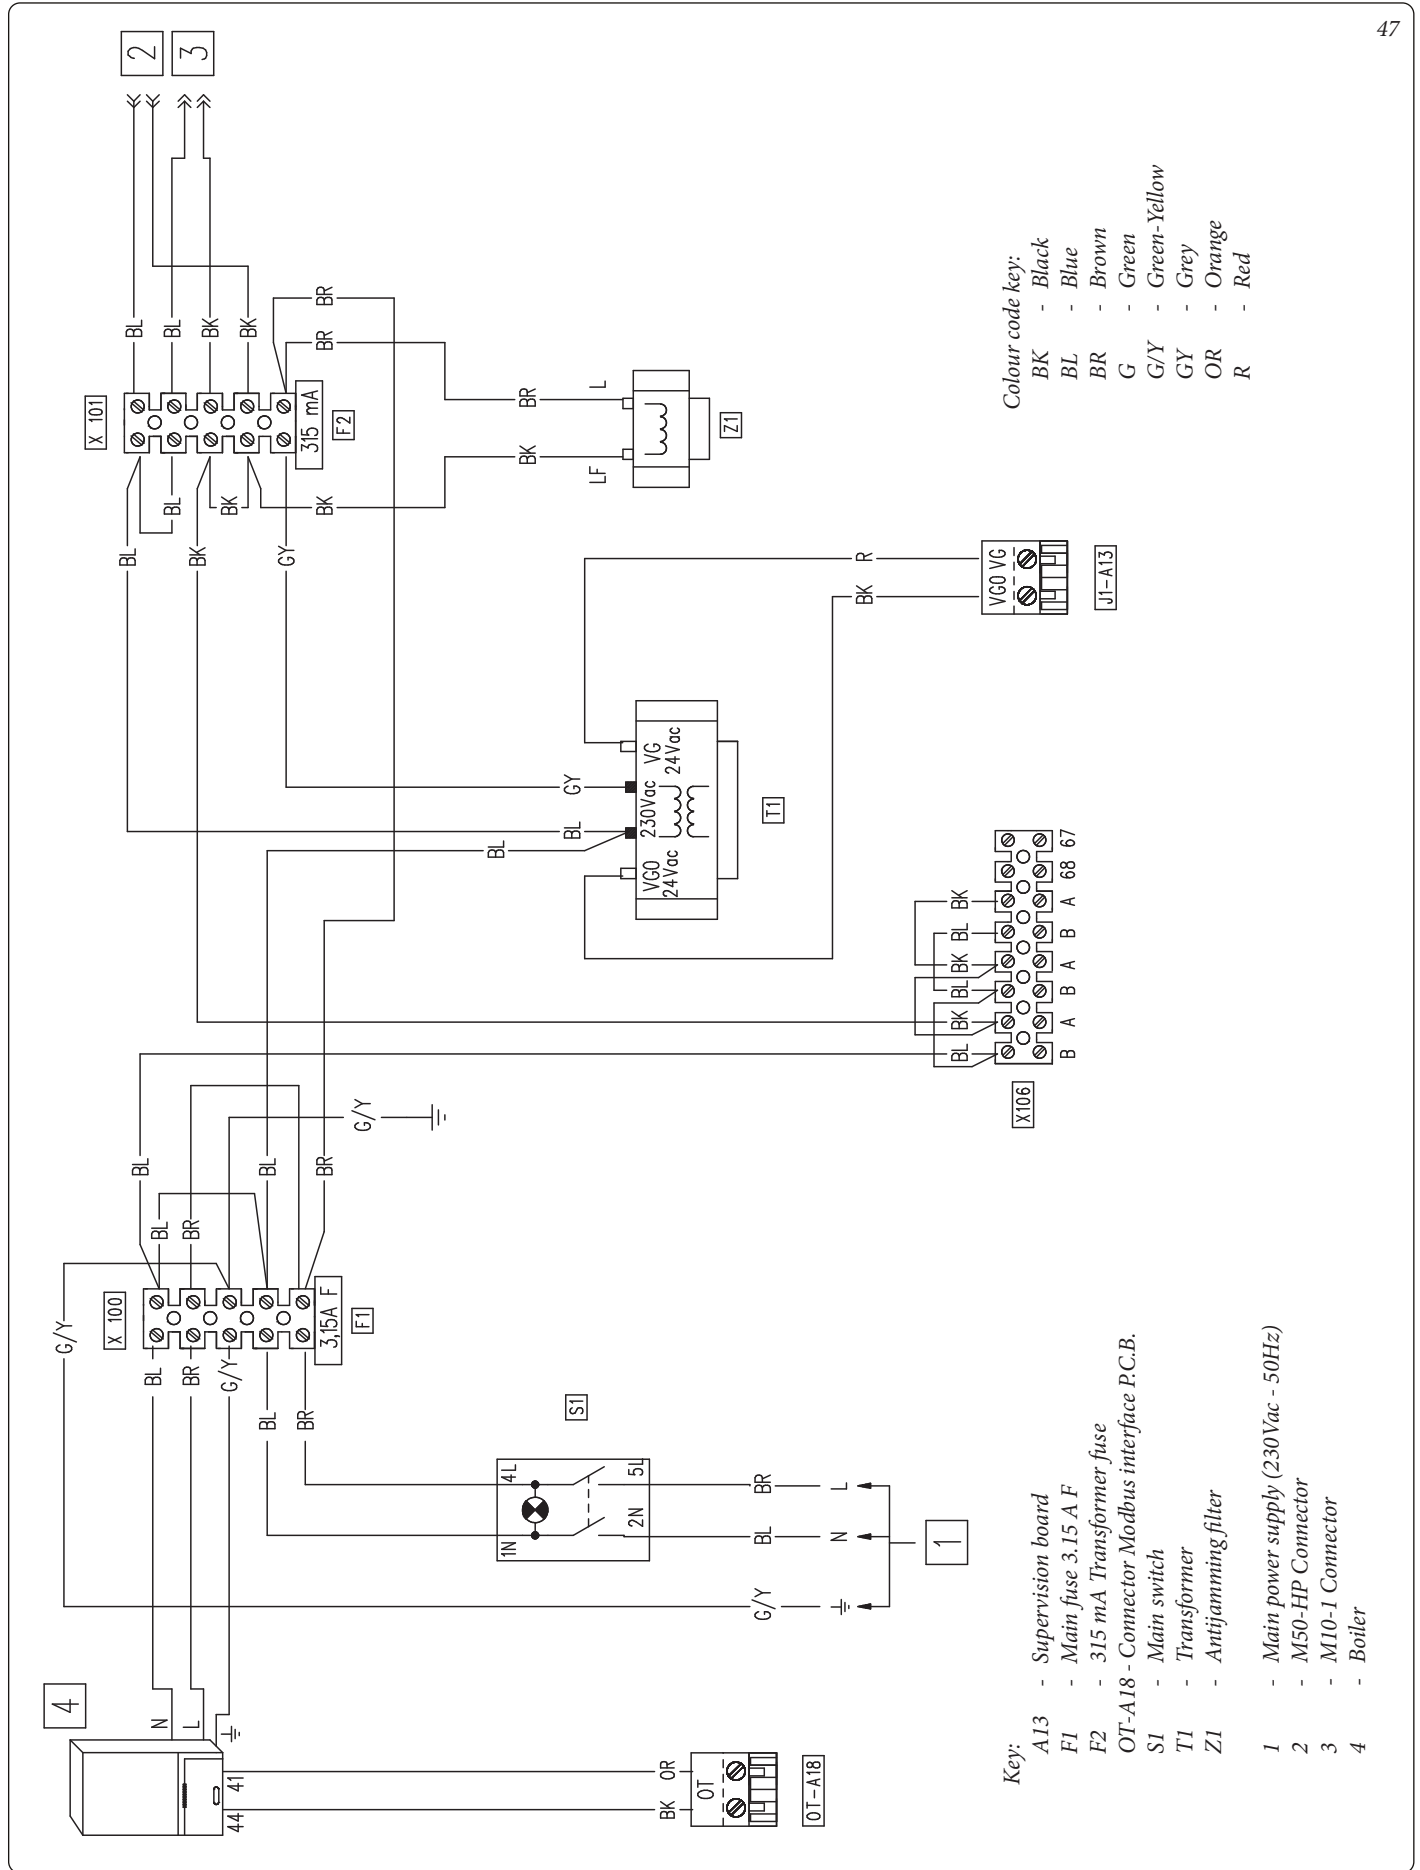 47
2
3
BL
BL
BK
BK
BR
BR
X 101
315 mA
F2
BL
BK
BK
BR
BK
L
LF
Z1
BL
BK
GY
R
BK
VGO VG
J1-A13
GY
BL
BL
VGO
24Vac
230Vac
VG
24Vac
T1
BK
BL
BK
BL
BK
BL
B A B A B A 68 67
X106
BL
BL
BR
BL
BR
G/Y
G/Y
X 100
3,15A F
F1
BL
BR
G/Y
BL
BR
S1
4L
5L
1N
2N
BR
BL
G/Y
L
N
1
4
N
L
41
44
OR
BK
OT
OT-A18
Key:
A13 - Supervision board
F1 - Main fuse 3.15 A F
F2 - 315 mA Transformer fuse
OT-A18 - Connector Modbus interface P.C.B.
S1 - Main switch
T1 - Transformer
Z1 - Antijamming filter
1 - Main power supply (230Vac - 50Hz)
2 - M50-HP Connector
3 - M10-1 Connector
4 - Boiler
Colour code key:
BK - Black
BL - Blue
BR - Brown
G - Green
G/Y - Green-Yellow
GY - Grey
OR - Orange
R - Red